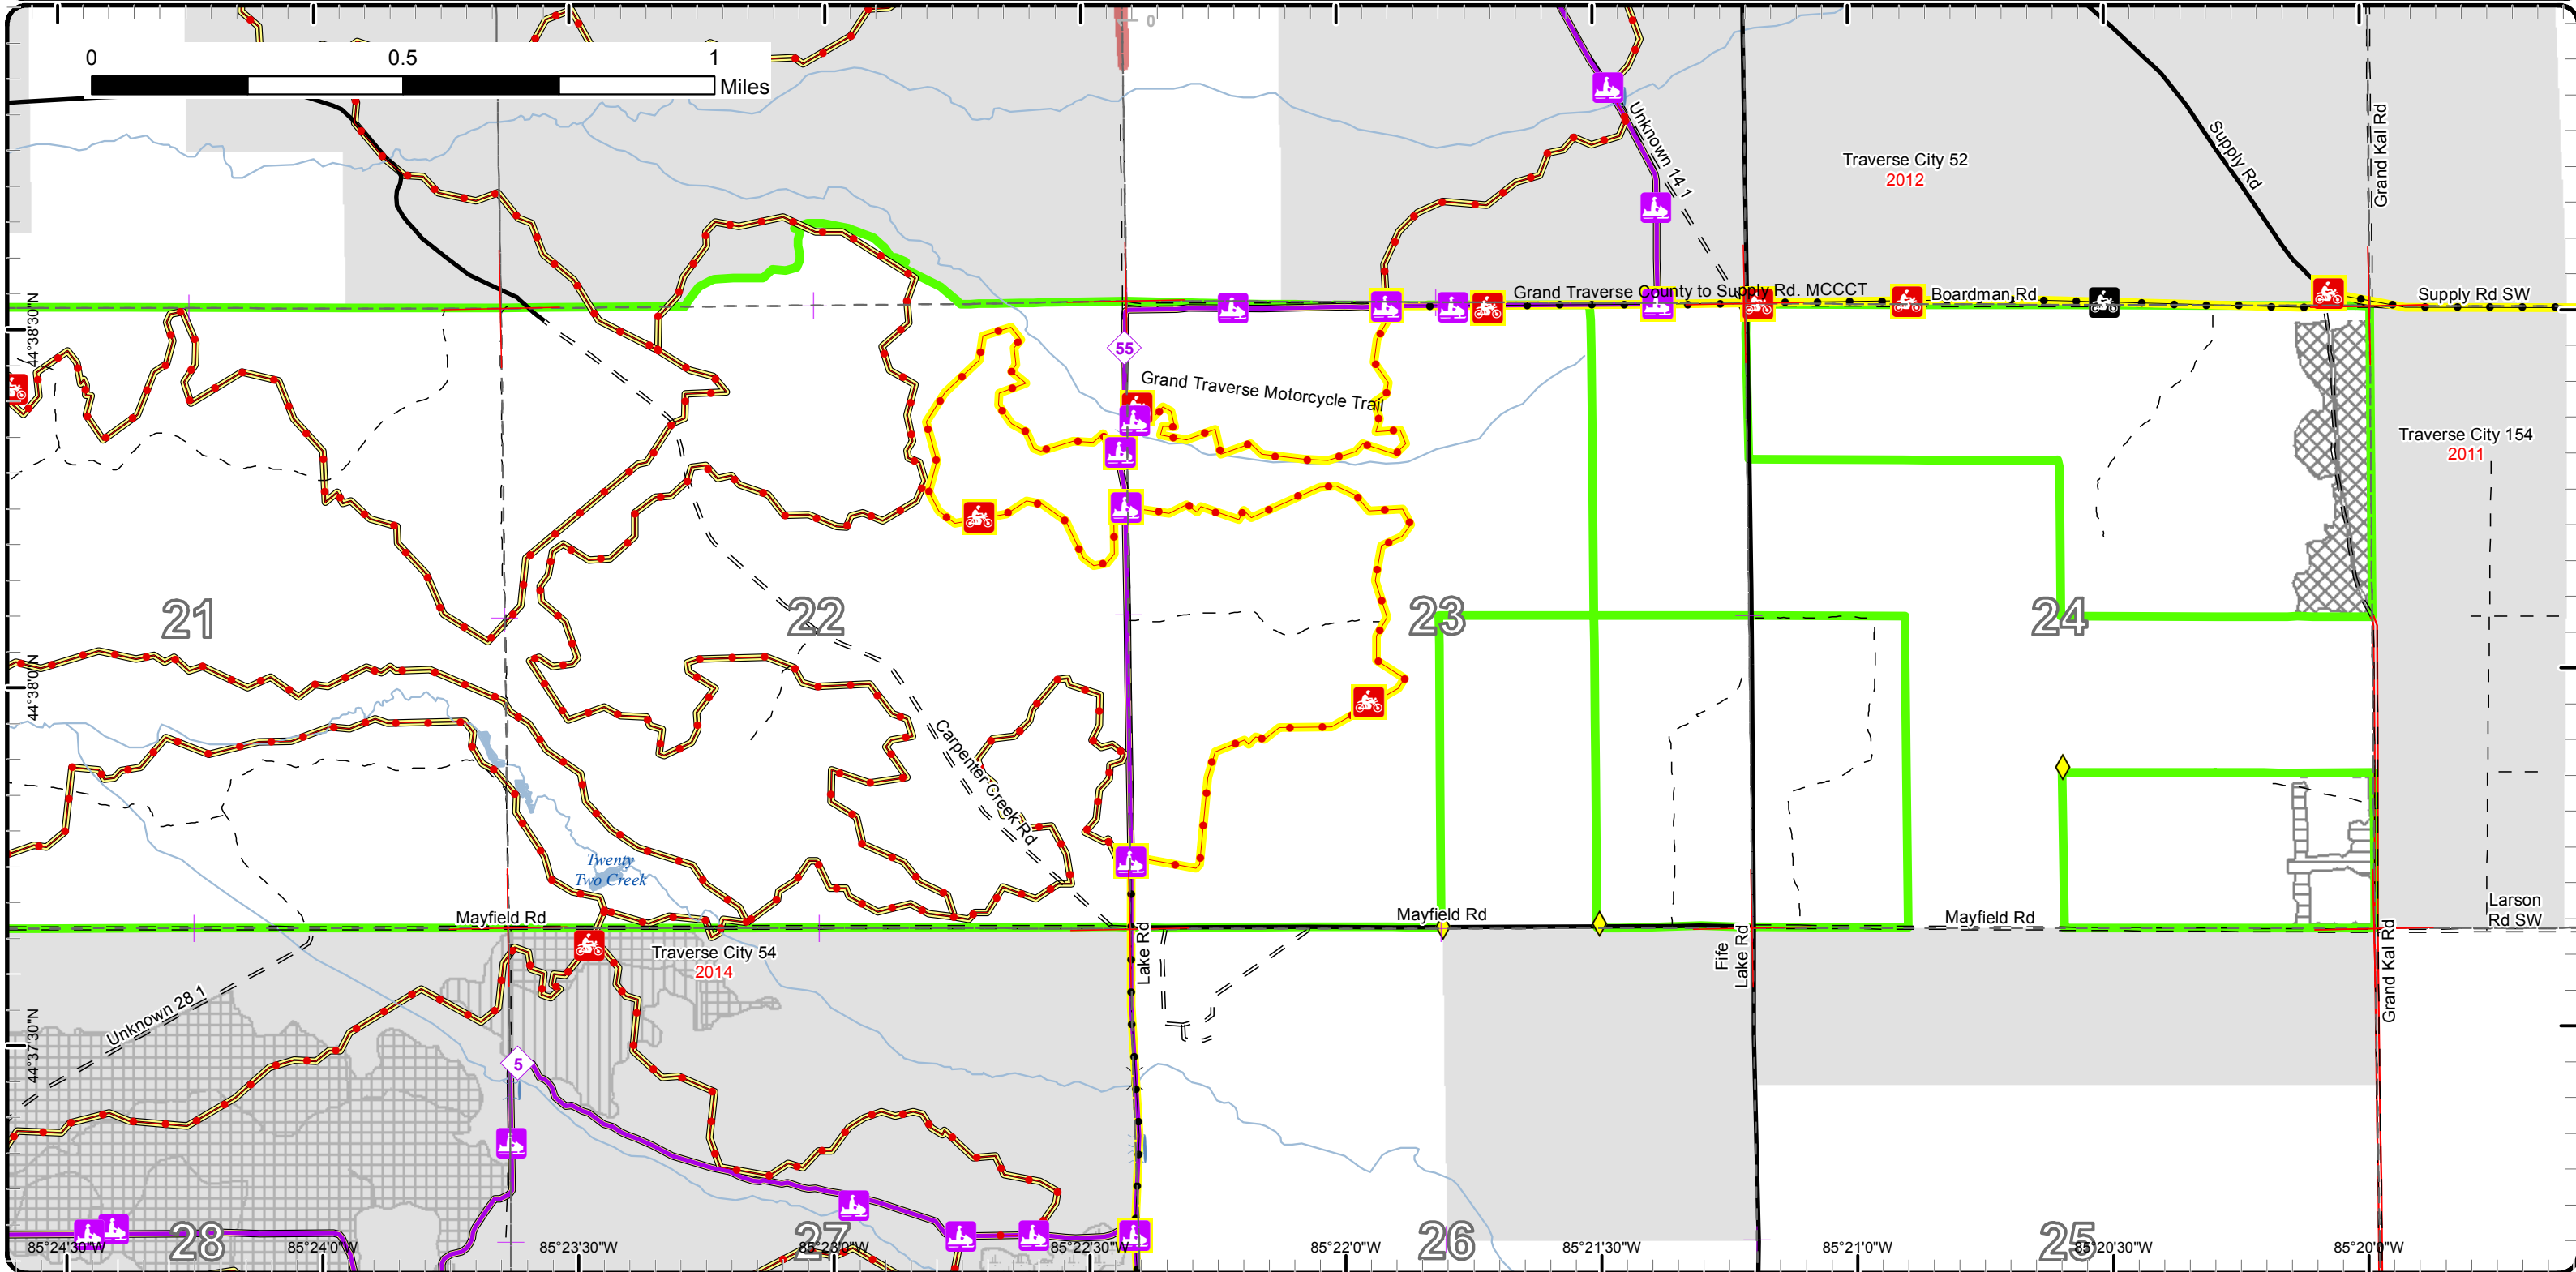 0
0 0.5 1
Miles
Unknown 14 1
Traverse City 52
2012
Supply Rd
Grand Kal Rd
Grand Traverse County to Supply Rd. MCCCT
Boardman Rd
Supply Rd SW
44°38'30"N
55
Grand Traverse Motorcycle Trail
Traverse City 154
2011
21
22
23
24
44°38'0"N
Carpenter Creek Rd
Twenty
Two Creek
Mayfield Rd
Mayfield Rd
Mayfield Rd
Larson
Rd SW
Traverse City 54
2014
Lake Rd
Fife
Lake Rd
Grand Kal Rd
Unknown 28 1
44°37'30"N
5
28
27
26
25
85°24'30"W
85°24'0"W
85°23'30"W
85°23'0"W
85°22'30"W
85°22'0"W
85°21'30"W
85°21'0"W
85°20'30"W
85°20'0"W